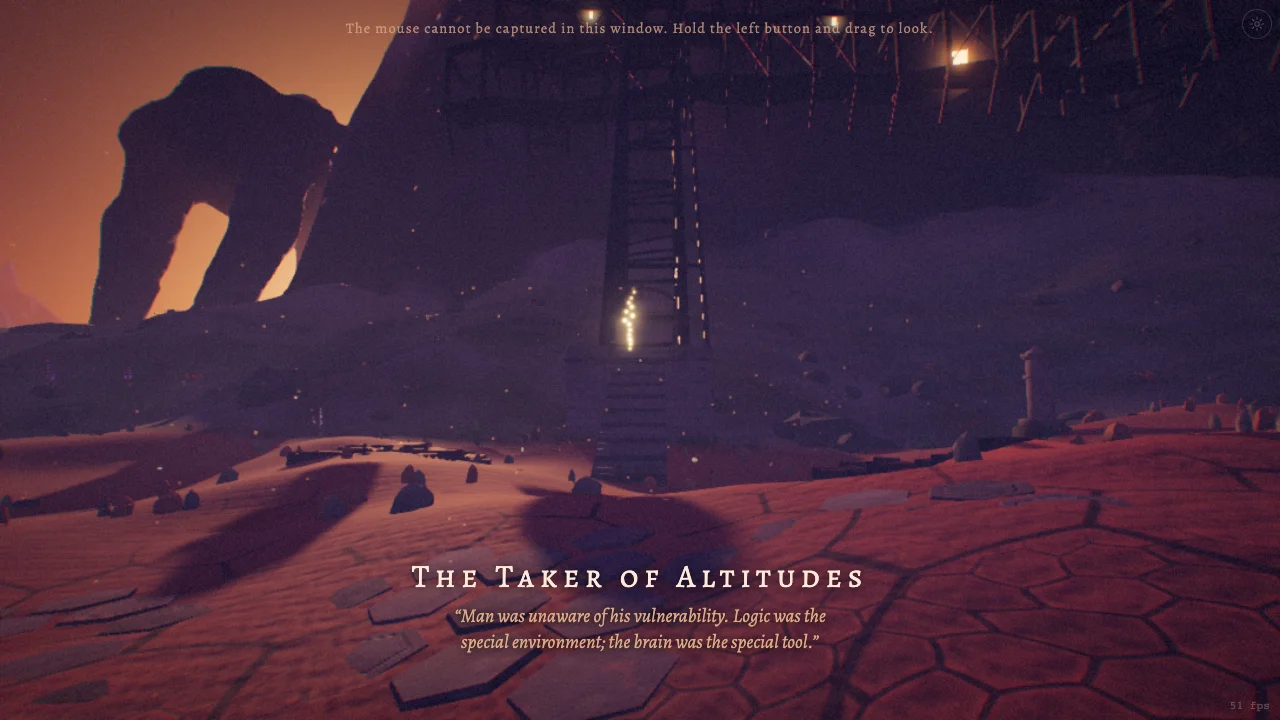 The mouse cannot be captured in this window. Hold the left button and drag to look.
The Taker of Altitudes
“Man was unaware of his vulnerability. Logic was the
special environment; the brain was the special tool.”
51 fps